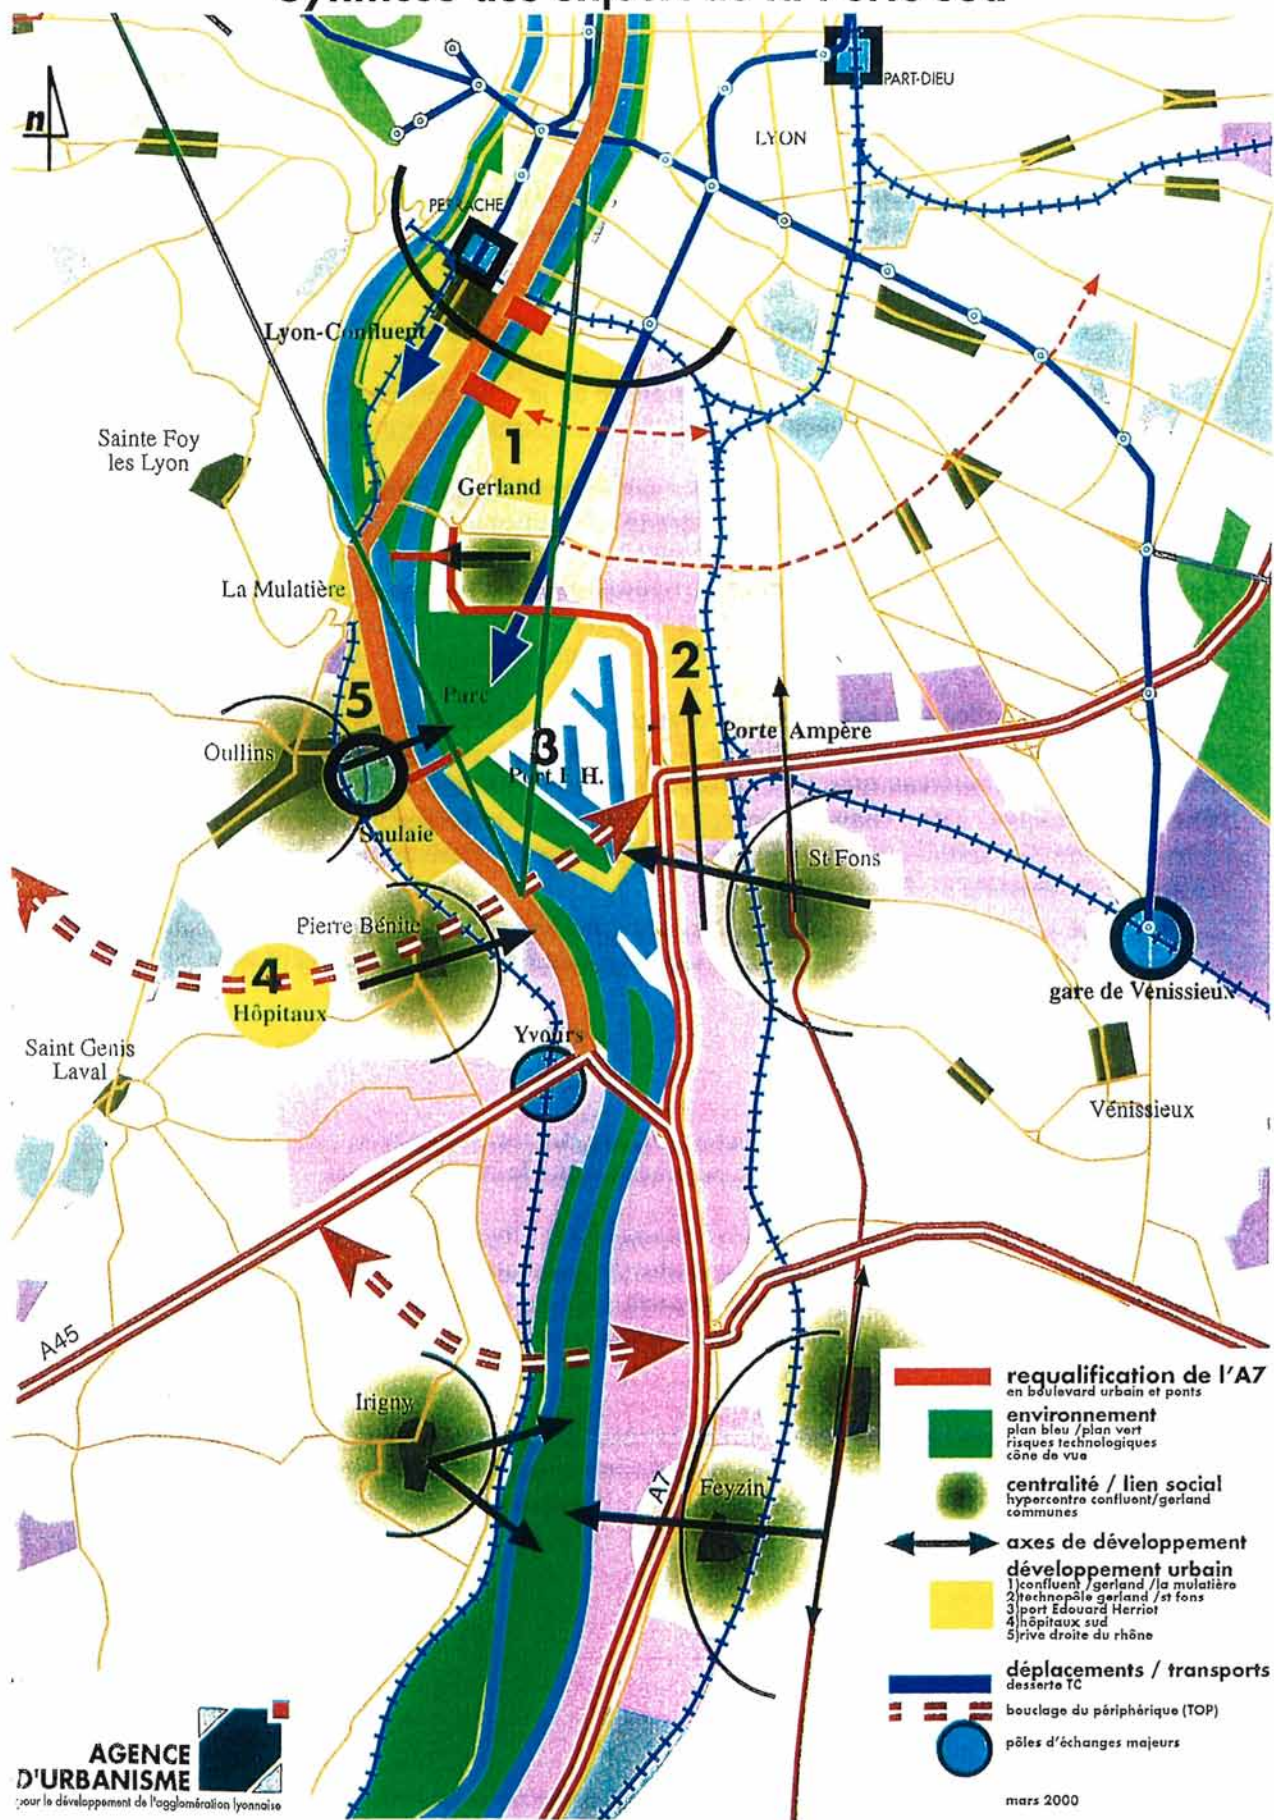 PART-DIEU
n
LYON
PERRACHE
Lyon-Confluent
Sainte Foy
les Lyon
1
Gerland
La Mulatière
2
5
Parc
Porte Ampère
Oullins
3
Port E.H.
Saulaie
St Fons
Pierre Bénite
4
Hôpitaux
gare de Vénissieux
Yvours
Saint Genis
Laval
Vénissieux
A45
Irigny
A7
Feyzin
requalification de l'A7
en boulevard urbain et ponts
environnement
plan bleu /plan vert
risques technologiques
cône de vue
centralité / lien social
hypercentre confluent/gerland
communes
axes de développement
développement urbain
1)confluent /gerland /la mulatière
2)technopôle gerland /st fons
3)port Edouard Herriot
4)hôpitaux sud
5)rive droite du rhône
déplacements / transports
desserte TC
bouclage du périphérique (TOP)
pôles d'échanges majeurs
AGENCE
D'URBANISME
pour le développement de l'agglomération lyonnaise
mars 2000